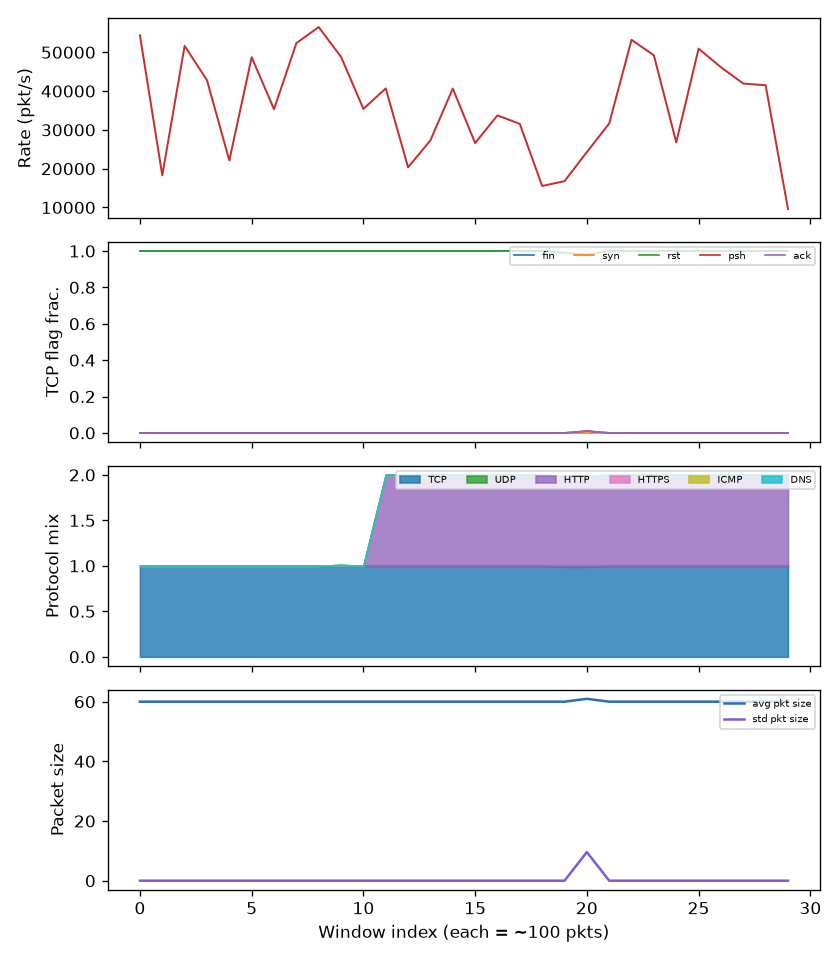 Rate (pkt/s)
50000
40000
30000
20000
10000
TCP flag frac.
1.0
0.8
0.6
0.4
0.2
0.0
fin syn rst psh ack
Protocol mix
2.0
1.5
1.0
0.5
0.0
TCP UDP HTTP HTTPS ICMP DNS
Packet size
60
40
20
0
avg pkt size
std pkt size
0 5 10 15 20 25 30
Window index (each = ~100 pkts)